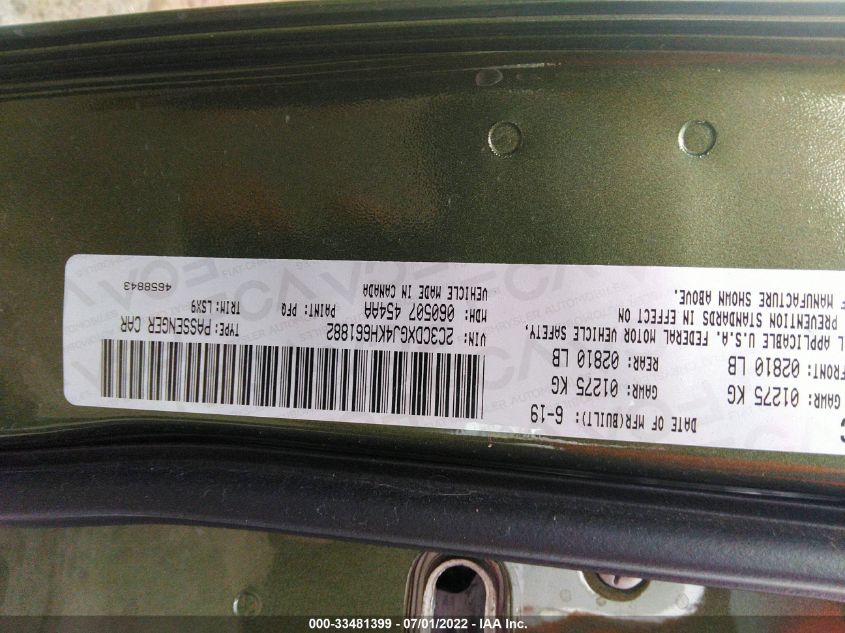 DATE OF MFR(BUILT): 6-19
GAWR: 01275 KG GAWR: 01275 KG
FRONT: 02810 LB REAR: 02810 LB
APPLICABLE U.S.A. FEDERAL MOTOR VEHICLE SAFETY,
PREVENTION STANDARDS IN EFFECT ON
MANUFACTURE SHOWN ABOVE.
VIN: 2C3CDXGJ4KH661882 TYPE: PASSENGER CAR
MDH: 060507 454AA PAINT: PFQ TRIM: LSX9
VEHICLE MADE IN CANADA 4658843
000-33481399 - 07/01/2022 - IAA Inc.